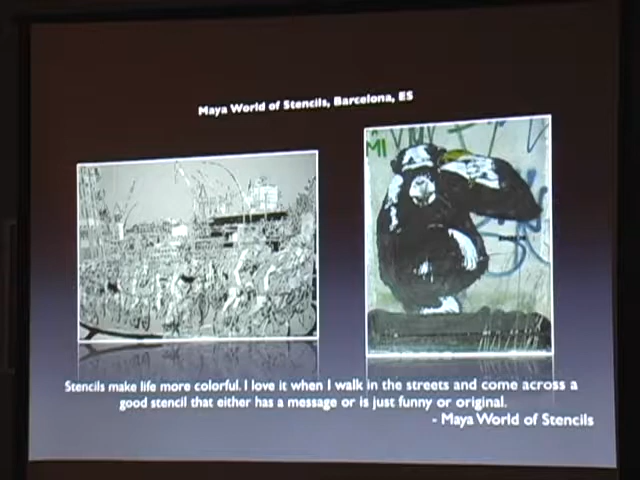 Maya World of Stencils, Barcelona, ES
MI
Stencils make life more colorful. I love it when I walk in the streets and come across a
good stencil that either has a message or is just funny or original.
- Maya World of Stencils